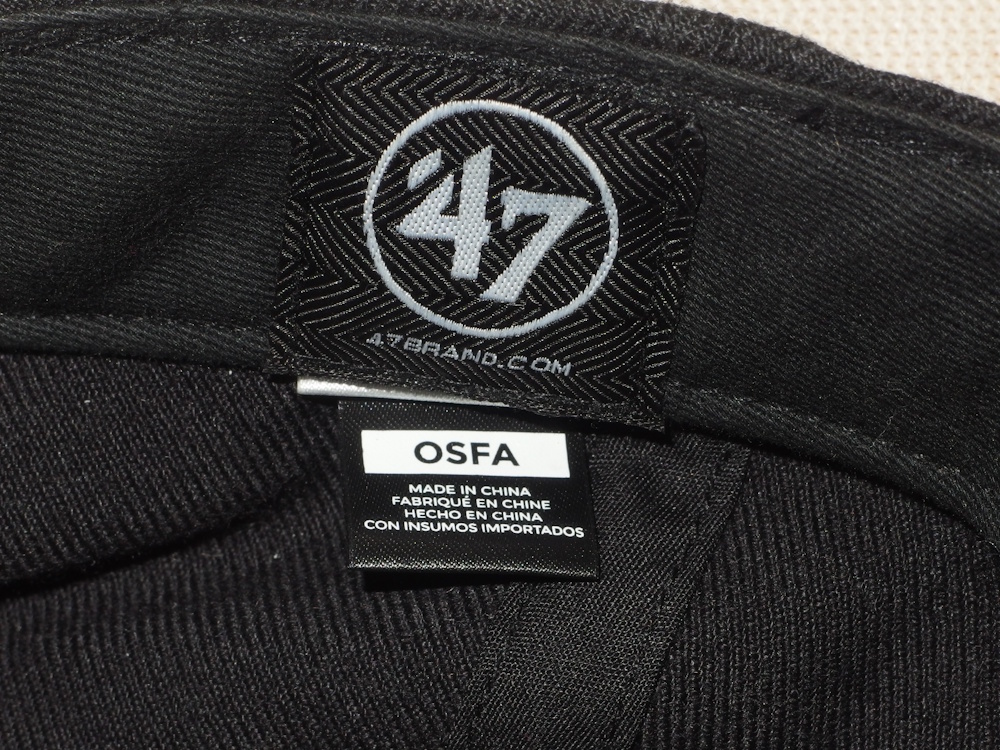 '47
47BRAND.COM
OSFA
MADE IN CHINA
FABRIQUÉ EN CHINE
HECHO EN CHINA
CON INSUMOS IMPORTADOS